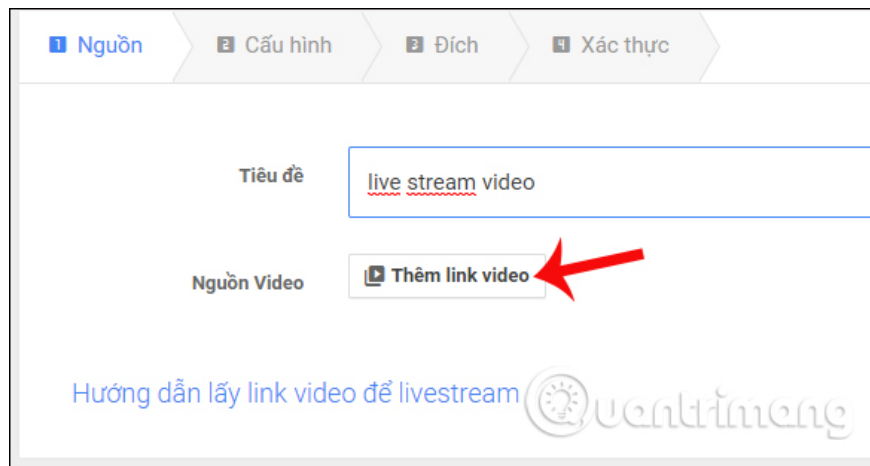 1 Nguồn 2 Cấu hình 3 Đích 4 Xác thực
Tiêu đề live stream video
Nguồn Video Thêm link video
Hướng dẫn lấy link video để livestream
Quantrimang